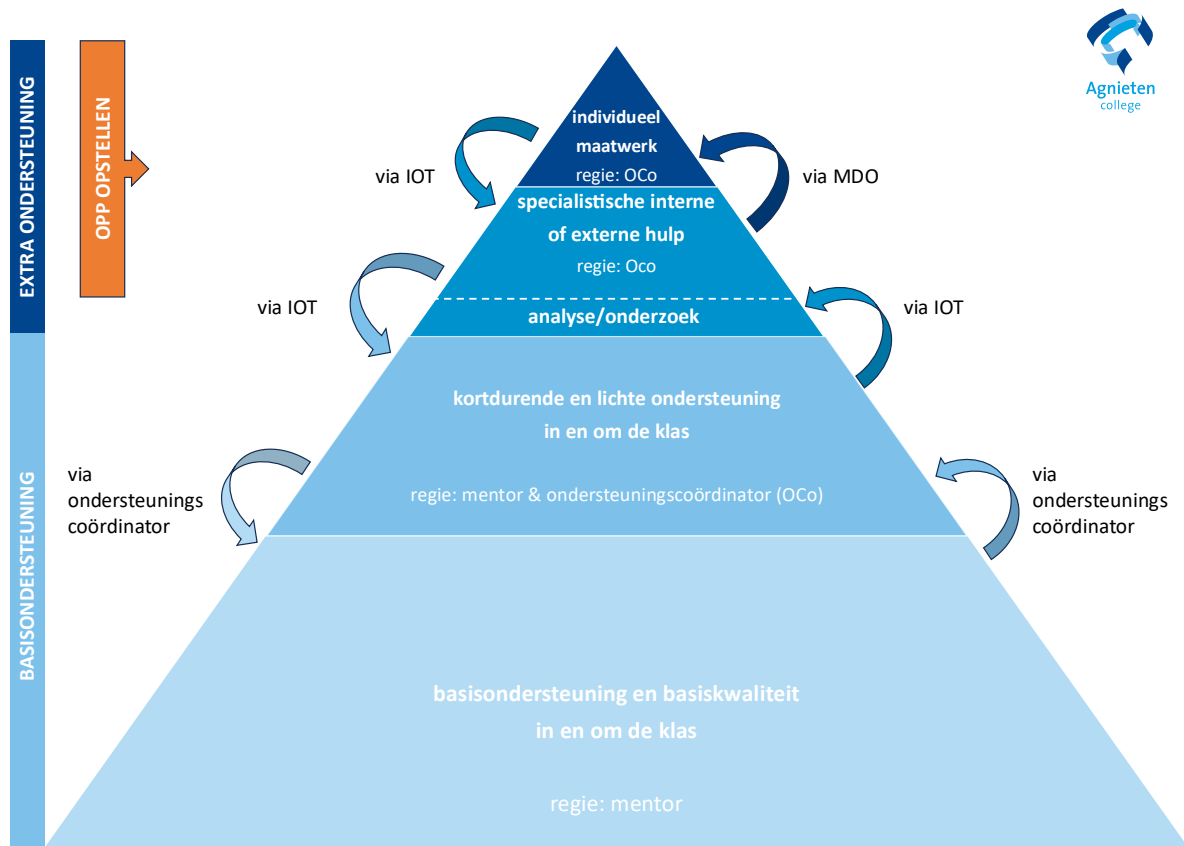 EXTRA ONDERSTEUNING
OPP OPSTELLEN
Agnieten
college
individueel
maatwerk
regie: OCo
via IOT
via MDO
specialistische interne
of externe hulp
regie: Oco
via IOT
via IOT
analyse/onderzoek
kortdurende en lichte ondersteuning
in en om de klas
regie: mentor & ondersteuningscoördinator (OCo)
via
ondersteunings
coördinator
via
ondersteunings
coördinator
BASISONDERSTEUNING
basisondersteuning en basiskwaliteit
in en om de klas
regie: mentor